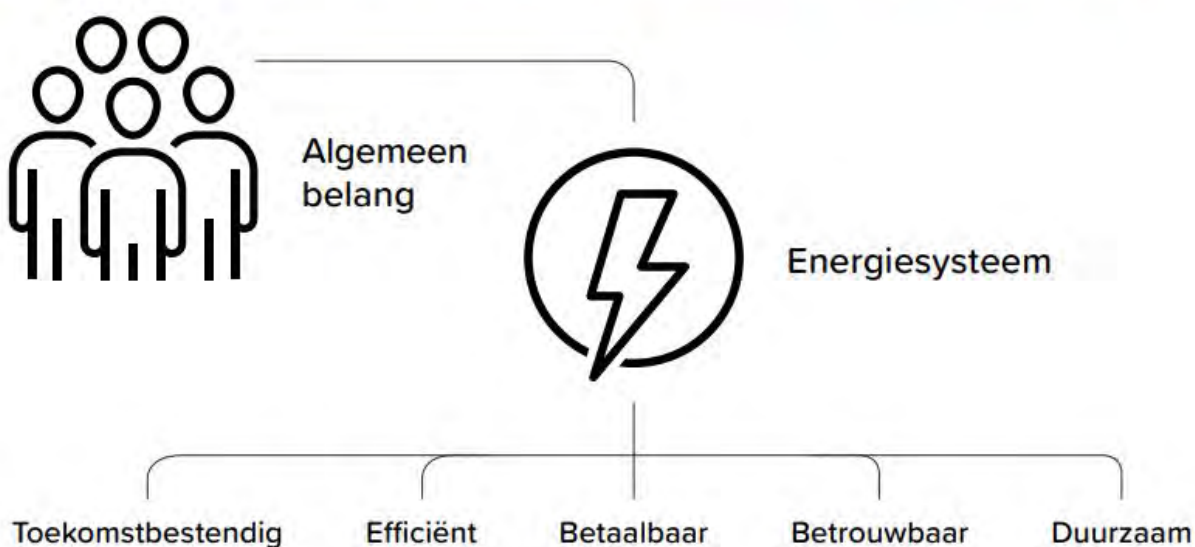 Algemeen
belang
Energiesysteem
Toekomstbestendig Efficiënt Betaalbaar Betrouwbaar Duurzaam